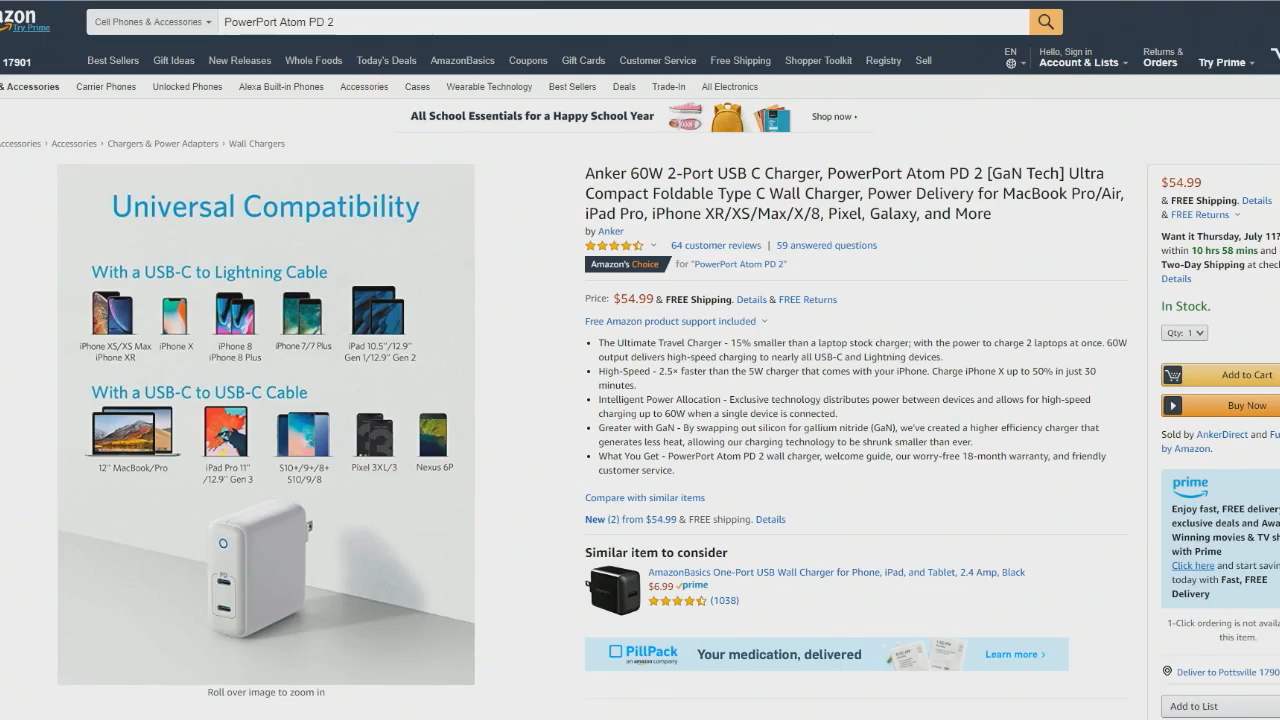 zon
Try Prime
Cell Phones & Accessories
PowerPort Atom PD 2
17901
Best Sellers Gift Ideas New Releases Whole Foods Today's Deals AmazonBasics Coupons Gift Cards Customer Service Free Shipping Shopper Toolkit Registry Sell
EN
Hello, Sign in
Account & Lists
Returns &
Orders
Try Prime
& Accessories Carrier Phones Unlocked Phones Alexa Built-in Phones Accessories Cases Wearable Technology Best Sellers Deals Trade-In All Electronics
All School Essentials for a Happy School Year Shop now ›
ccessories › Accessories › Chargers & Power Adapters › Wall Chargers
Universal Compatibility
With a USB-C to Lightning Cable
iPhone XS/XS Max
iPhone XR
iPhone X
iPhone 8
iPhone 8 Plus
iPhone 7/7 Plus
iPad 10.5"/12.9"
Gen 1/12.9" Gen 2
With a USB-C to USB-C Cable
12" MacBook/Pro
iPad Pro 11"
/12.9" Gen 3
S10+/9+/8+
S10/9/8
Pixel 3XL/3
Nexus 6P
PD
Roll over image to zoom in
Anker 60W 2-Port USB C Charger, PowerPort Atom PD 2 [GaN Tech] Ultra
Compact Foldable Type C Wall Charger, Power Delivery for MacBook Pro/Air,
iPad Pro, iPhone XR/XS/Max/X/8, Pixel, Galaxy, and More
by Anker
64 customer reviews | 59 answered questions
Amazon's Choice for "PowerPort Atom PD 2"
Price: $54.99 & FREE Shipping. Details & FREE Returns
Free Amazon product support included
• The Ultimate Travel Charger - 15% smaller than a laptop stock charger; with the power to charge 2 laptops at once. 60W
output delivers high-speed charging to nearly all USB-C and Lightning devices.
• High-Speed - 2.5× faster than the 5W charger that comes with your iPhone. Charge iPhone X up to 50% in just 30
minutes.
• Intelligent Power Allocation - Exclusive technology distributes power between devices and allows for high-speed
charging up to 60W when a single device is connected.
• Greater with GaN - By swapping out silicon for gallium nitride (GaN), we've created a higher efficiency charger that
generates less heat, allowing our charging technology to be shrunk smaller than ever.
• What You Get - PowerPort Atom PD 2 wall charger, welcome guide, our worry-free 18-month warranty, and friendly
customer service.
Compare with similar items
New (2) from $54.99 & FREE shipping. Details
Similar item to consider
AmazonBasics One-Port USB Wall Charger for Phone, iPad, and Tablet, 2.4 Amp, Black
$6.99 prime
(1038)
PillPack
an amazon company
Your medication, delivered
Learn more ›
$54.99
& FREE Shipping. Details
& FREE Returns
Want it Thursday, July 11?
within 10 hrs 58 mins and
Two-Day Shipping at chec
Details
In Stock.
Qty: 1
Add to Cart
Buy Now
Sold by AnkerDirect and Fu
by Amazon.
prime
Enjoy fast, FREE delivery
exclusive deals and Awa
Winning movies & TV sh
with Prime
Click here and start savin
today with Fast, FREE
Delivery
1-Click ordering is not availa
this item.
Deliver to Pottsville 1790
Add to List